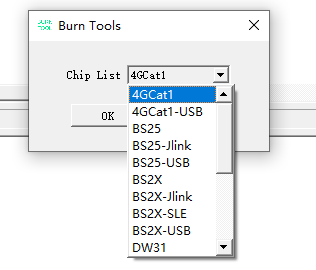 Burn Tools
Chip List 4GCat1
OK
4GCat1
4GCat1-USB
BS25
BS25-Jlink
BS25-USB
BS2X
BS2X-Jlink
BS2X-SLE
BS2X-USB
DW31